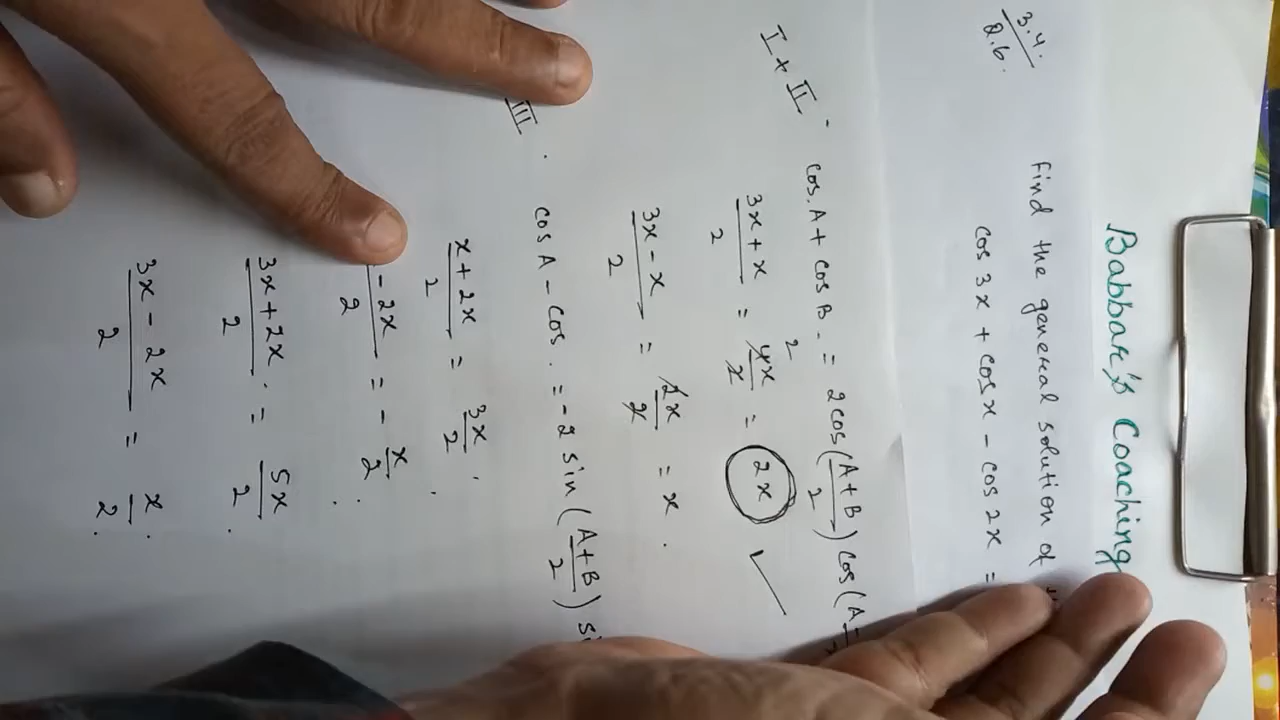 Babbar's Coaching
3.4.
Q.6.
find the general solution of
cos 3x + cos x - cos 2x =
I + II . cos. A + cos B. = 2 cos (A+B/2) cos (A-
3x + x / 2 = 4x / 2 = 2x ✓
2
3x - x / 2 = 2x / 2 = x .
III . cos A - cos . = -2 sin (A+B/2)
x + 2x / 2 = 3x / 2 .
- 2x / 2 = - x / 2 .
3x + 2x / 2 . = 5x / 2 .
3x - 2x / 2 = x / 2 .